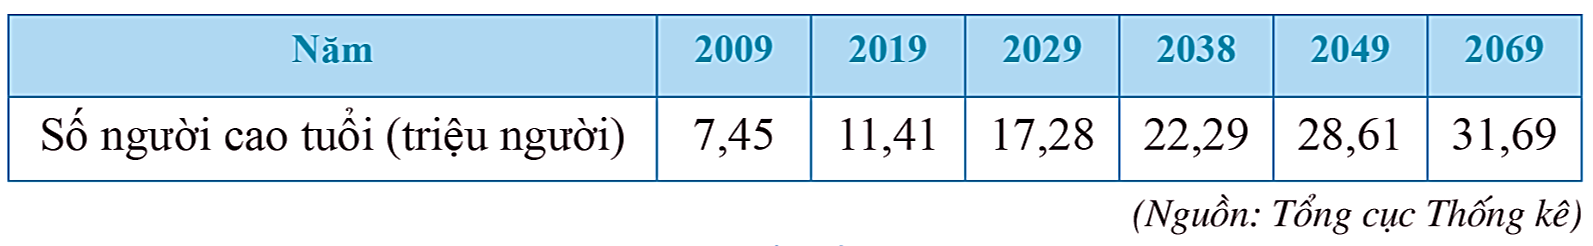 Năm 2009 2019 2029 2038 2049 2069
Số người cao tuổi (triệu người) 7,45 11,41 17,28 22,29 28,61 31,69
(Nguồn: Tổng cục Thống kê)